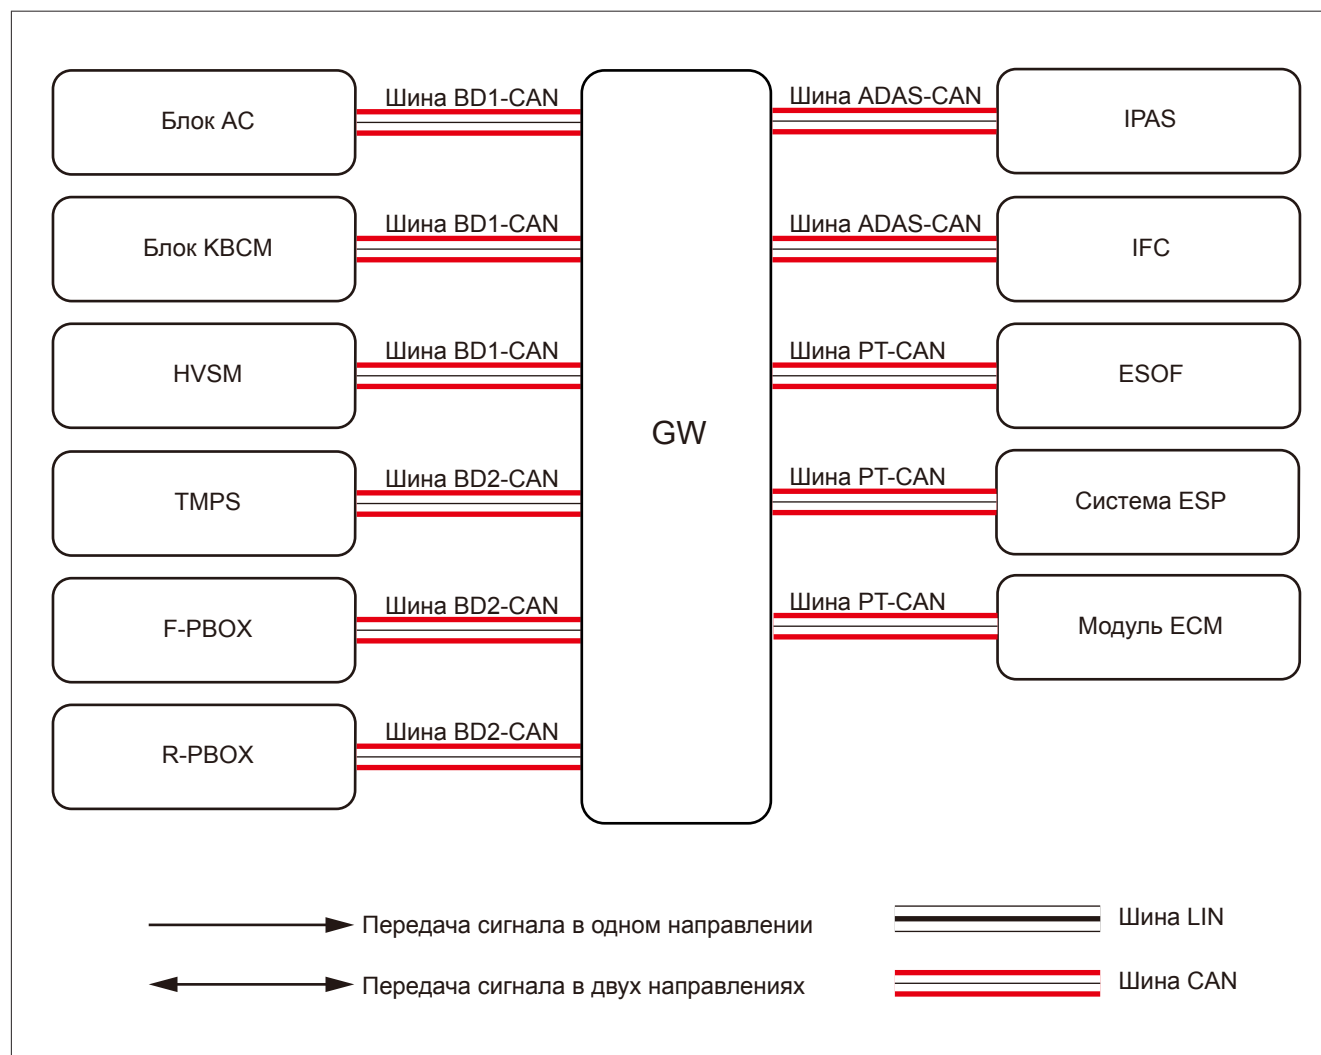 Блок AC
Шина BD1-CAN
Шина ADAS-CAN
IPAS
Блок KBCM
Шина BD1-CAN
Шина ADAS-CAN
IFC
HVSM
Шина BD1-CAN
Шина PT-CAN
ESOF
GW
TMPS
Шина BD2-CAN
Шина PT-CAN
Система ESP
F-PBOX
Шина BD2-CAN
Шина PT-CAN
Модуль ECM
R-PBOX
Шина BD2-CAN
Передача сигнала в одном направлении
Шина LIN
Передача сигнала в двух направлениях
Шина CAN